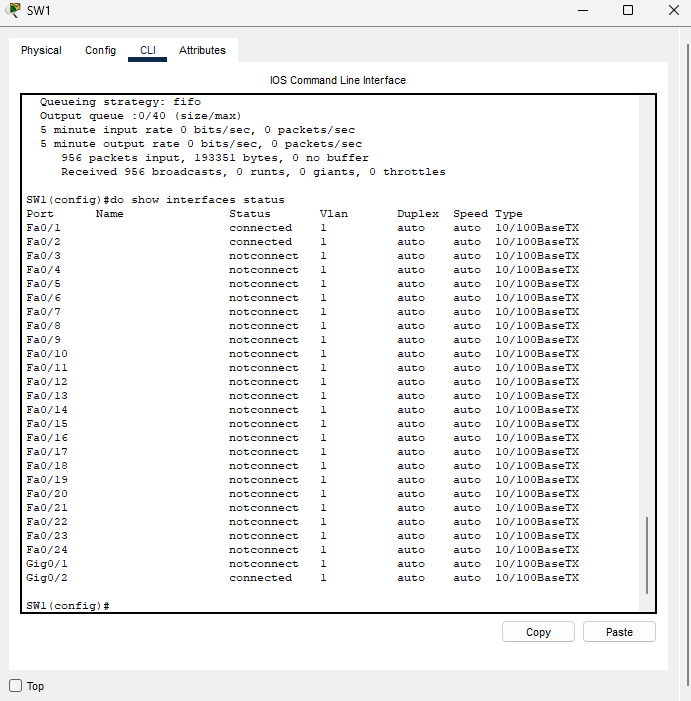 SW1
Physical Config CLI Attributes
IOS Command Line Interface
Queueing strategy: fifo
Output queue :0/40 (size/max)
5 minute input rate 0 bits/sec, 0 packets/sec
5 minute output rate 0 bits/sec, 0 packets/sec
956 packets input, 193351 bytes, 0 no buffer
Received 956 broadcasts, 0 runts, 0 giants, 0 throttles
SW1(config)#do show interfaces status
Port Name Status Vlan Duplex Speed Type
Fa0/1 connected 1 auto auto 10/100BaseTX
Fa0/2 connected 1 auto auto 10/100BaseTX
Fa0/3 notconnect 1 auto auto 10/100BaseTX
Fa0/4 notconnect 1 auto auto 10/100BaseTX
Fa0/5 notconnect 1 auto auto 10/100BaseTX
Fa0/6 notconnect 1 auto auto 10/100BaseTX
Fa0/7 notconnect 1 auto auto 10/100BaseTX
Fa0/8 notconnect 1 auto auto 10/100BaseTX
Fa0/9 notconnect 1 auto auto 10/100BaseTX
Fa0/10 notconnect 1 auto auto 10/100BaseTX
Fa0/11 notconnect 1 auto auto 10/100BaseTX
Fa0/12 notconnect 1 auto auto 10/100BaseTX
Fa0/13 notconnect 1 auto auto 10/100BaseTX
Fa0/14 notconnect 1 auto auto 10/100BaseTX
Fa0/15 notconnect 1 auto auto 10/100BaseTX
Fa0/16 notconnect 1 auto auto 10/100BaseTX
Fa0/17 notconnect 1 auto auto 10/100BaseTX
Fa0/18 notconnect 1 auto auto 10/100BaseTX
Fa0/19 notconnect 1 auto auto 10/100BaseTX
Fa0/20 notconnect 1 auto auto 10/100BaseTX
Fa0/21 notconnect 1 auto auto 10/100BaseTX
Fa0/22 notconnect 1 auto auto 10/100BaseTX
Fa0/23 notconnect 1 auto auto 10/100BaseTX
Fa0/24 notconnect 1 auto auto 10/100BaseTX
Gig0/1 notconnect 1 auto auto 10/100BaseTX
Gig0/2 connected 1 auto auto 10/100BaseTX
SW1(config)#
Copy Paste
Top